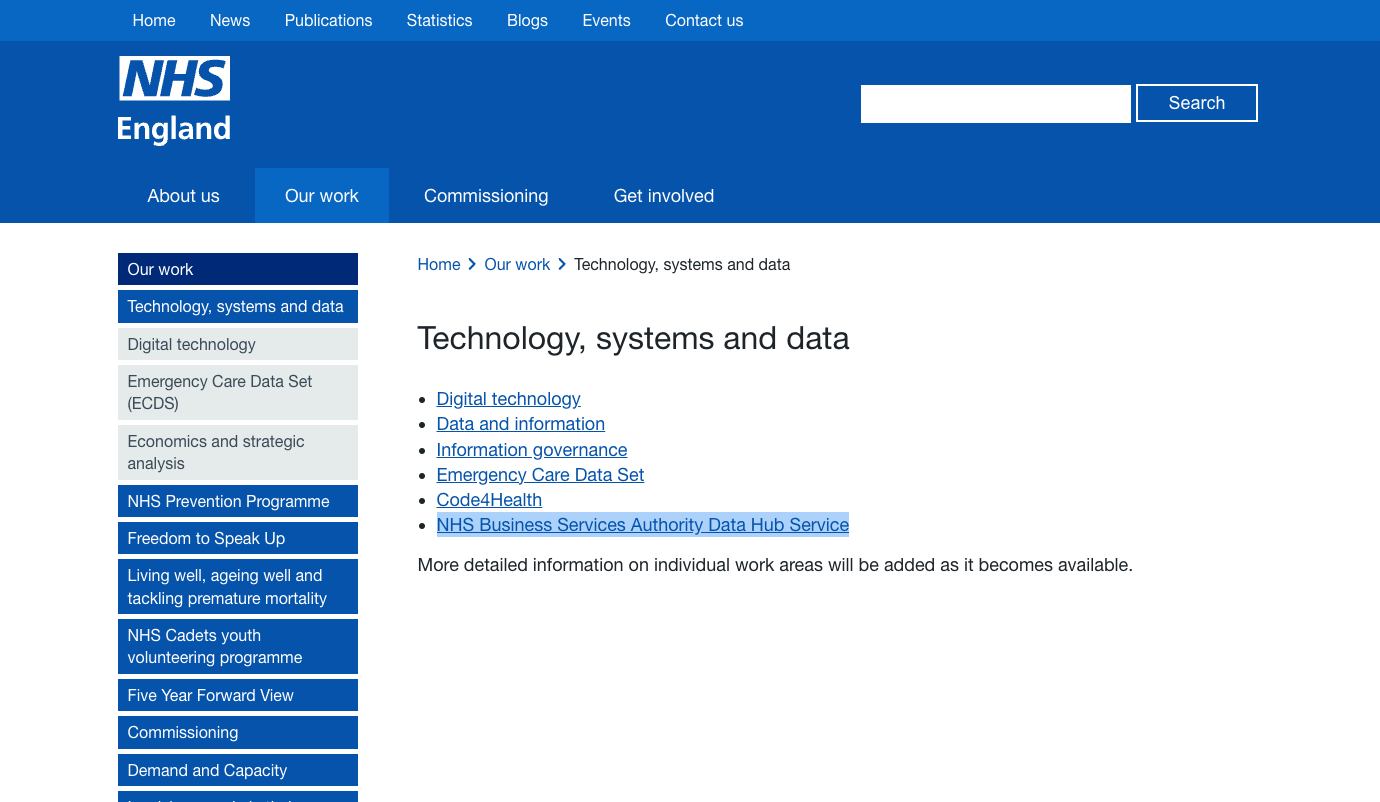 Home News Publications Statistics Blogs Events Contact us
NHS
England
Search
About us Our work Commissioning Get involved
Our work
Technology, systems and data
Digital technology
Emergency Care Data Set
(ECDS)
Economics and strategic
analysis
NHS Prevention Programme
Freedom to Speak Up
Living well, ageing well and
tackling premature mortality
NHS Cadets youth
volunteering programme
Five Year Forward View
Commissioning
Demand and Capacity
Home Our work Technology, systems and data
Technology, systems and data
Digital technology
Data and information
Information governance
Emergency Care Data Set
Code4Health
NHS Business Services Authority Data Hub Service
More detailed information on individual work areas will be added as it becomes available.